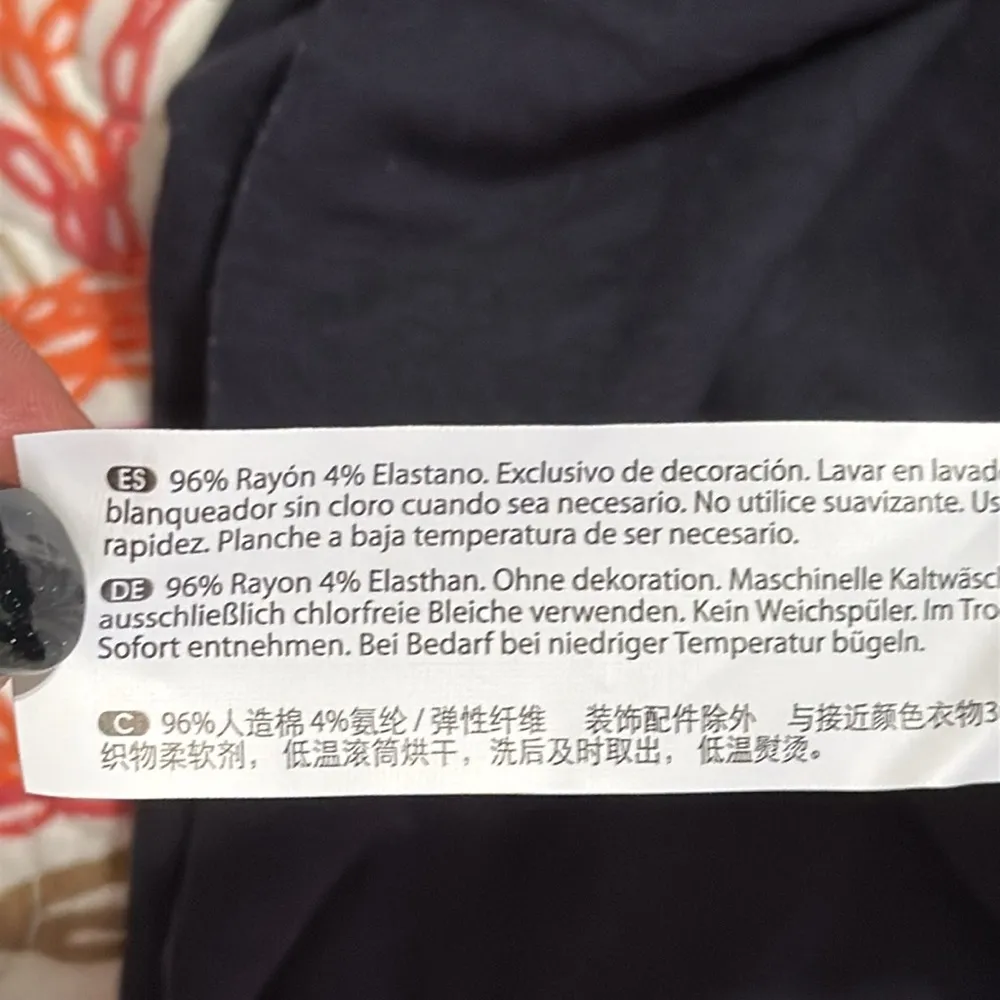 ES 96% Rayón 4% Elastano. Exclusivo de decoración. Lavar en
blanqueador sin cloro cuando sea necesario. No utilice suavizante.
rapidez. Planche a baja temperatura de ser necesario.
DE 96% Rayon 4% Elasthan. Ohne dekoration. Maschinelle
ausschließlich chlorfreie Bleiche verwenden. Kein Weichspüler. Im
Sofort entnehmen. Bei Bedarf bei niedriger Temperatur bügeln.
C 96%人造棉 4%氨纶 / 弹性纤维 装饰配件除外 与接近颜色衣物3
织物柔软剂，低温滚筒烘干，洗后及时取出，低温熨烫。